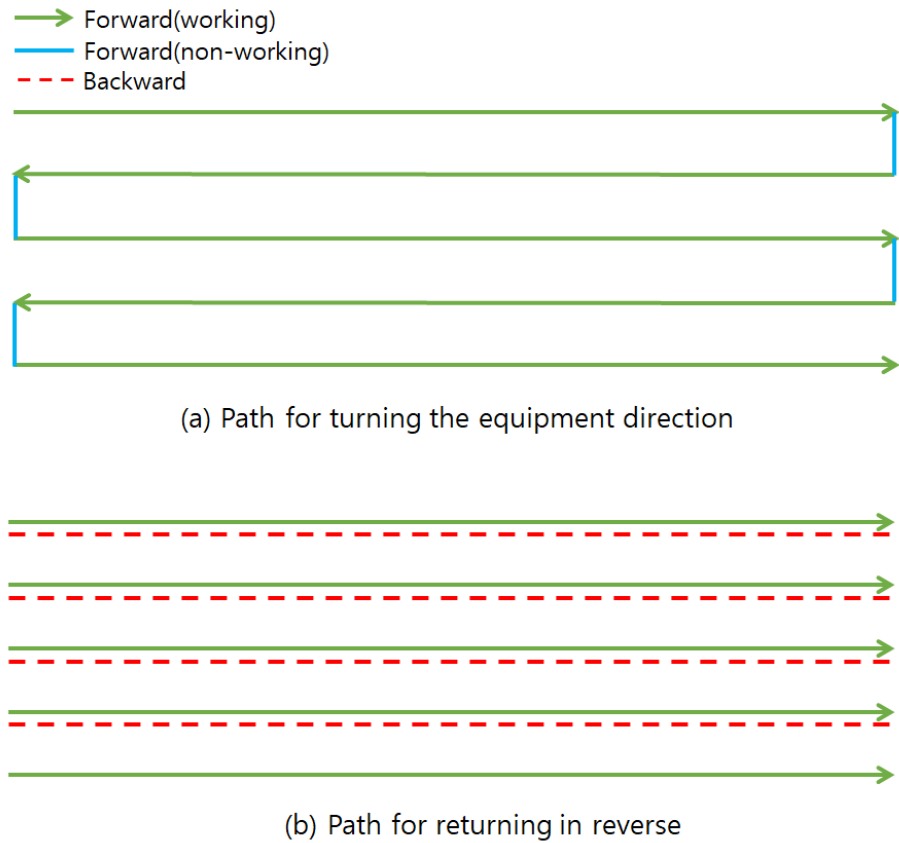 Forward(working)
Forward(non-working)
Backward
(a) Path for turning the equipment direction
(b) Path for returning in reverse